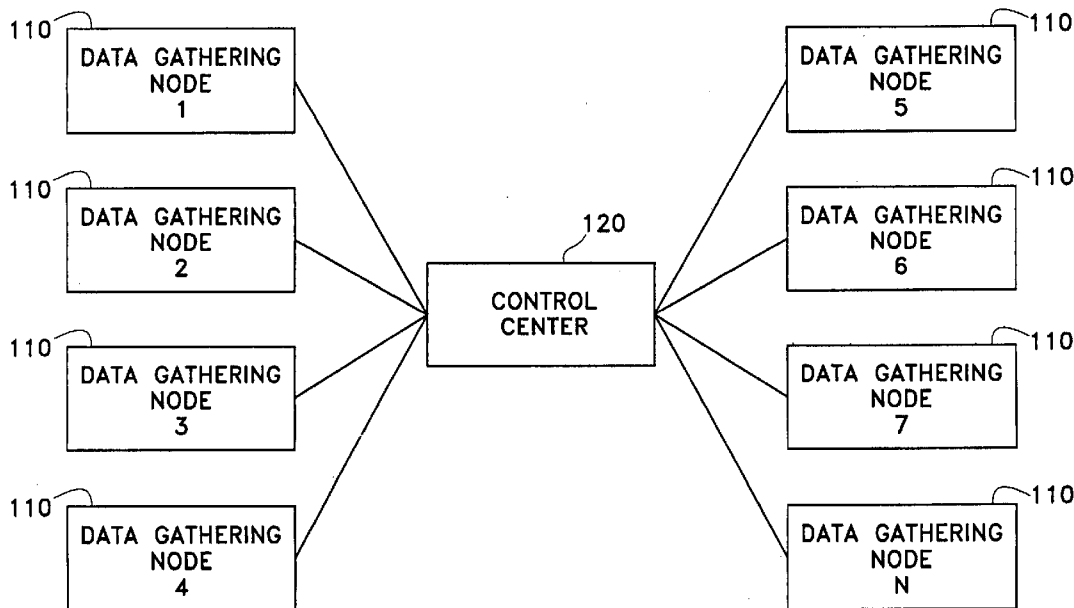 110
DATA GATHERING
NODE
1
110
DATA GATHERING
NODE
2
110
DATA GATHERING
NODE
3
110
DATA GATHERING
NODE
4
120
CONTROL
CENTER
110
DATA GATHERING
NODE
5
110
DATA GATHERING
NODE
6
110
DATA GATHERING
NODE
7
110
DATA GATHERING
NODE
N